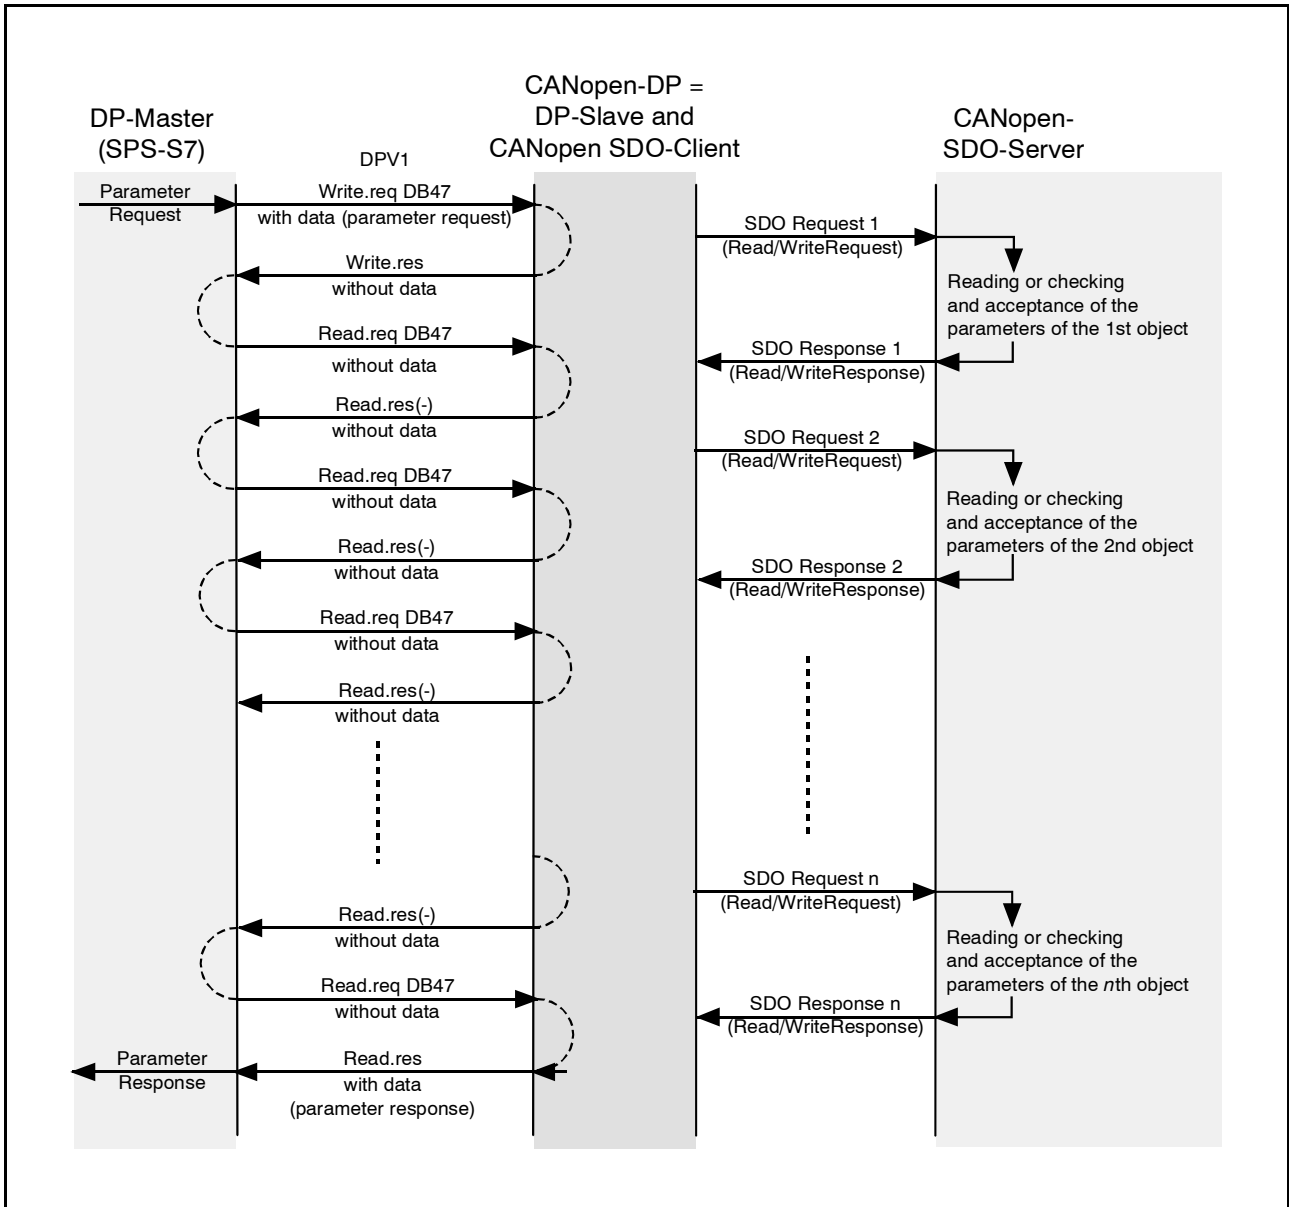 DP-Master
(SPS-S7)
DPV1
CANopen-DP =
DP-Slave and
CANopen SDO-Client
CANopen-
SDO-Server
Parameter
Request
Write.req DB47
with data (parameter request)
SDO Request 1
(Read/WriteRequest)
Write.res
without data
Reading or checking
and acceptance of the
parameters of the 1st object
Read.req DB47
without data
SDO Response 1
(Read/WriteResponse)
Read.res(-)
without data
SDO Request 2
(Read/WriteRequest)
Read.req DB47
without data
Reading or checking
and acceptance of the
parameters of the 2nd object
Read.res(-)
without data
SDO Response 2
(Read/WriteResponse)
Read.req DB47
without data
Read.res(-)
without data
SDO Request n
(Read/WriteRequest)
Read.res(-)
without data
Reading or checking
and acceptance of the
parameters of the nth object
Read.req DB47
without data
SDO Response n
(Read/WriteResponse)
Parameter
Response
Read.res
with data
(parameter response)